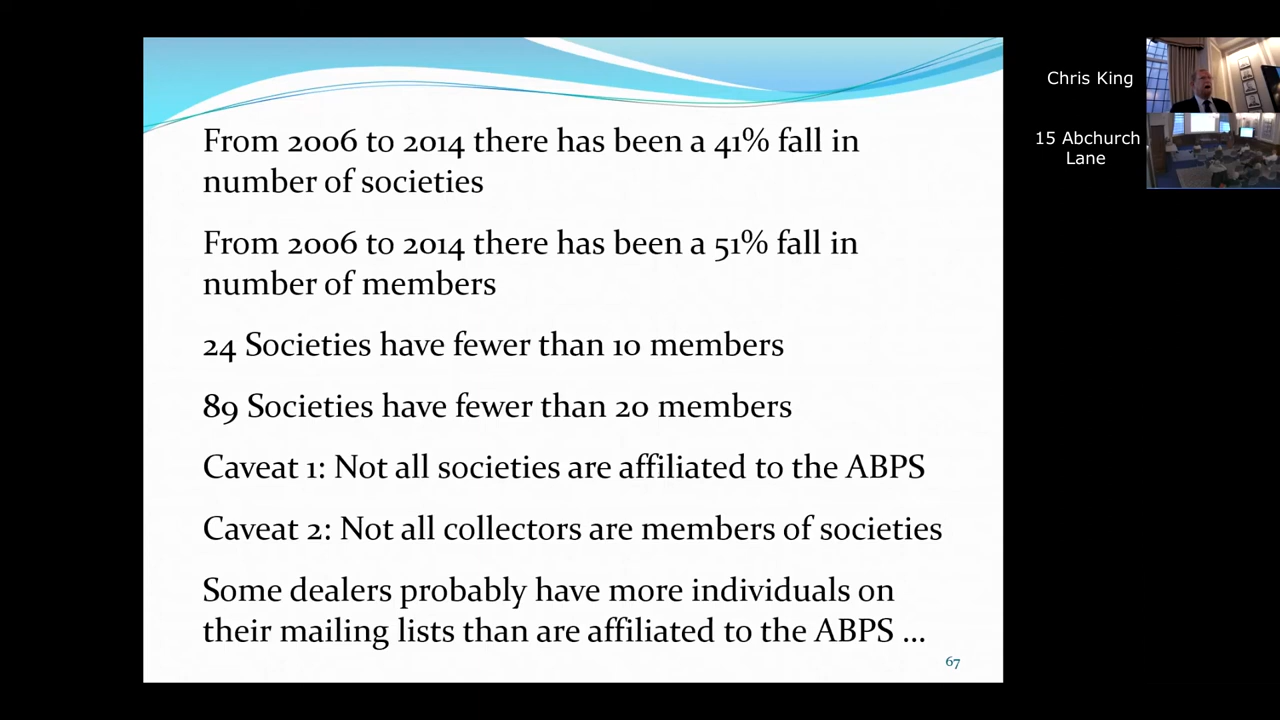 From 2006 to 2014 there has been a 41% fall in
number of societies
From 2006 to 2014 there has been a 51% fall in
number of members
24 Societies have fewer than 10 members
89 Societies have fewer than 20 members
Caveat 1: Not all societies are affiliated to the ABPS
Caveat 2: Not all collectors are members of societies
Some dealers probably have more individuals on
their mailing lists than are affiliated to the ABPS ...
67
Chris King
15 Abchurch
Lane